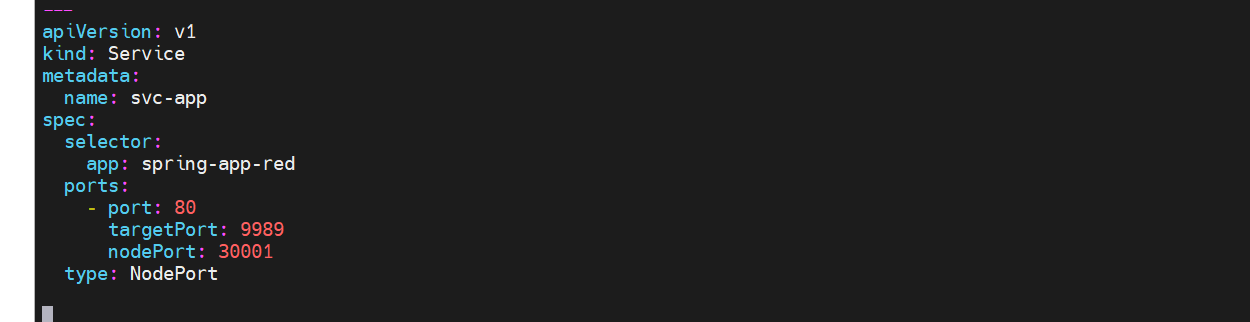 ---
apiVersion: v1
kind: Service
metadata:
  name: svc-app
spec:
  selector:
    app: spring-app-red
  ports:
    - port: 80
      targetPort: 9989
      nodePort: 30001
  type: NodePort